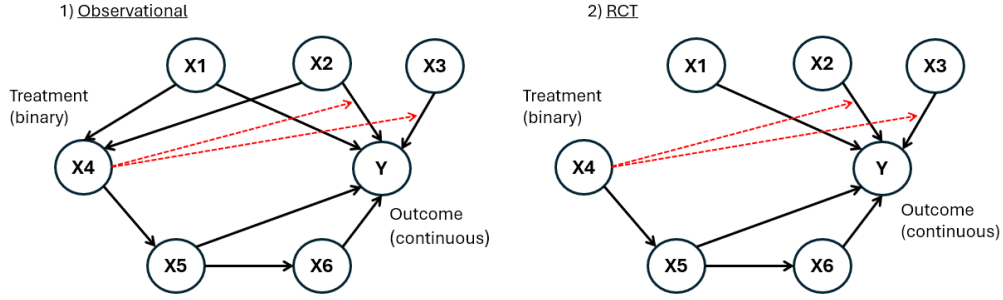 1) Observational
X1
X2
X3
Treatment
(binary)
X4
Y
Outcome
(continuous)
X5
X6
2) RCT
X1
X2
X3
Treatment
(binary)
X4
Y
Outcome
(continuous)
X5
X6